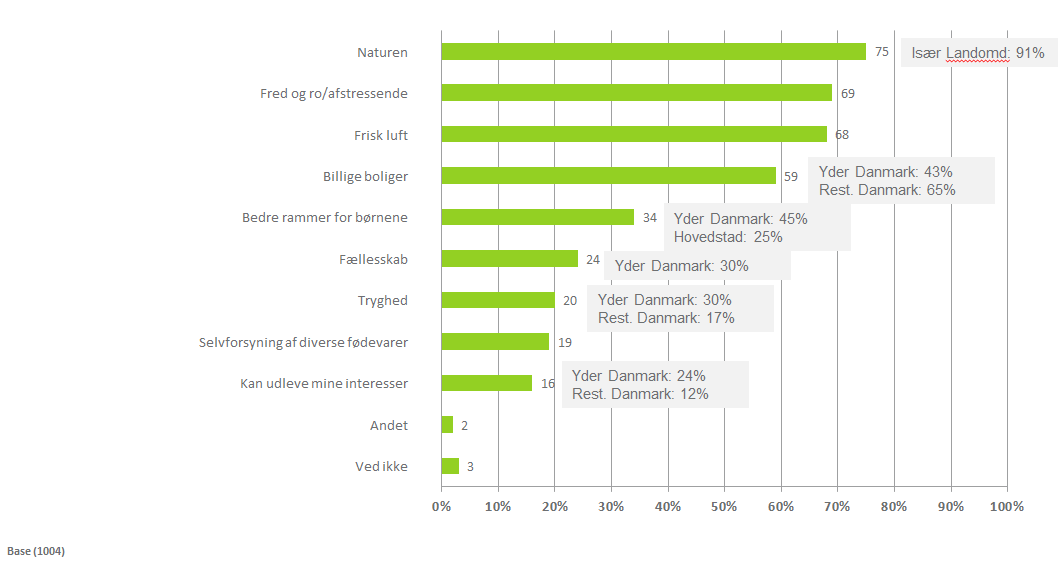 Naturen 75 Især Landomd: 91%
Fred og ro/afstressende 69
Frisk luft 68
Billige boliger 59 Yder Danmark: 43%
Rest. Danmark: 65%
Bedre rammer for børnene 34 Yder Danmark: 45%
Hovedstad: 25%
Fællesskab 24 Yder Danmark: 30%
Tryghed 20 Yder Danmark: 30%
Rest. Danmark: 17%
Selvforsyning af diverse fødevarer 19
Kan udleve mine interesser 16 Yder Danmark: 24%
Rest. Danmark: 12%
Andet 2
Ved ikke 3
0% 10% 20% 30% 40% 50% 60% 70% 80% 90% 100%
Base (1004)